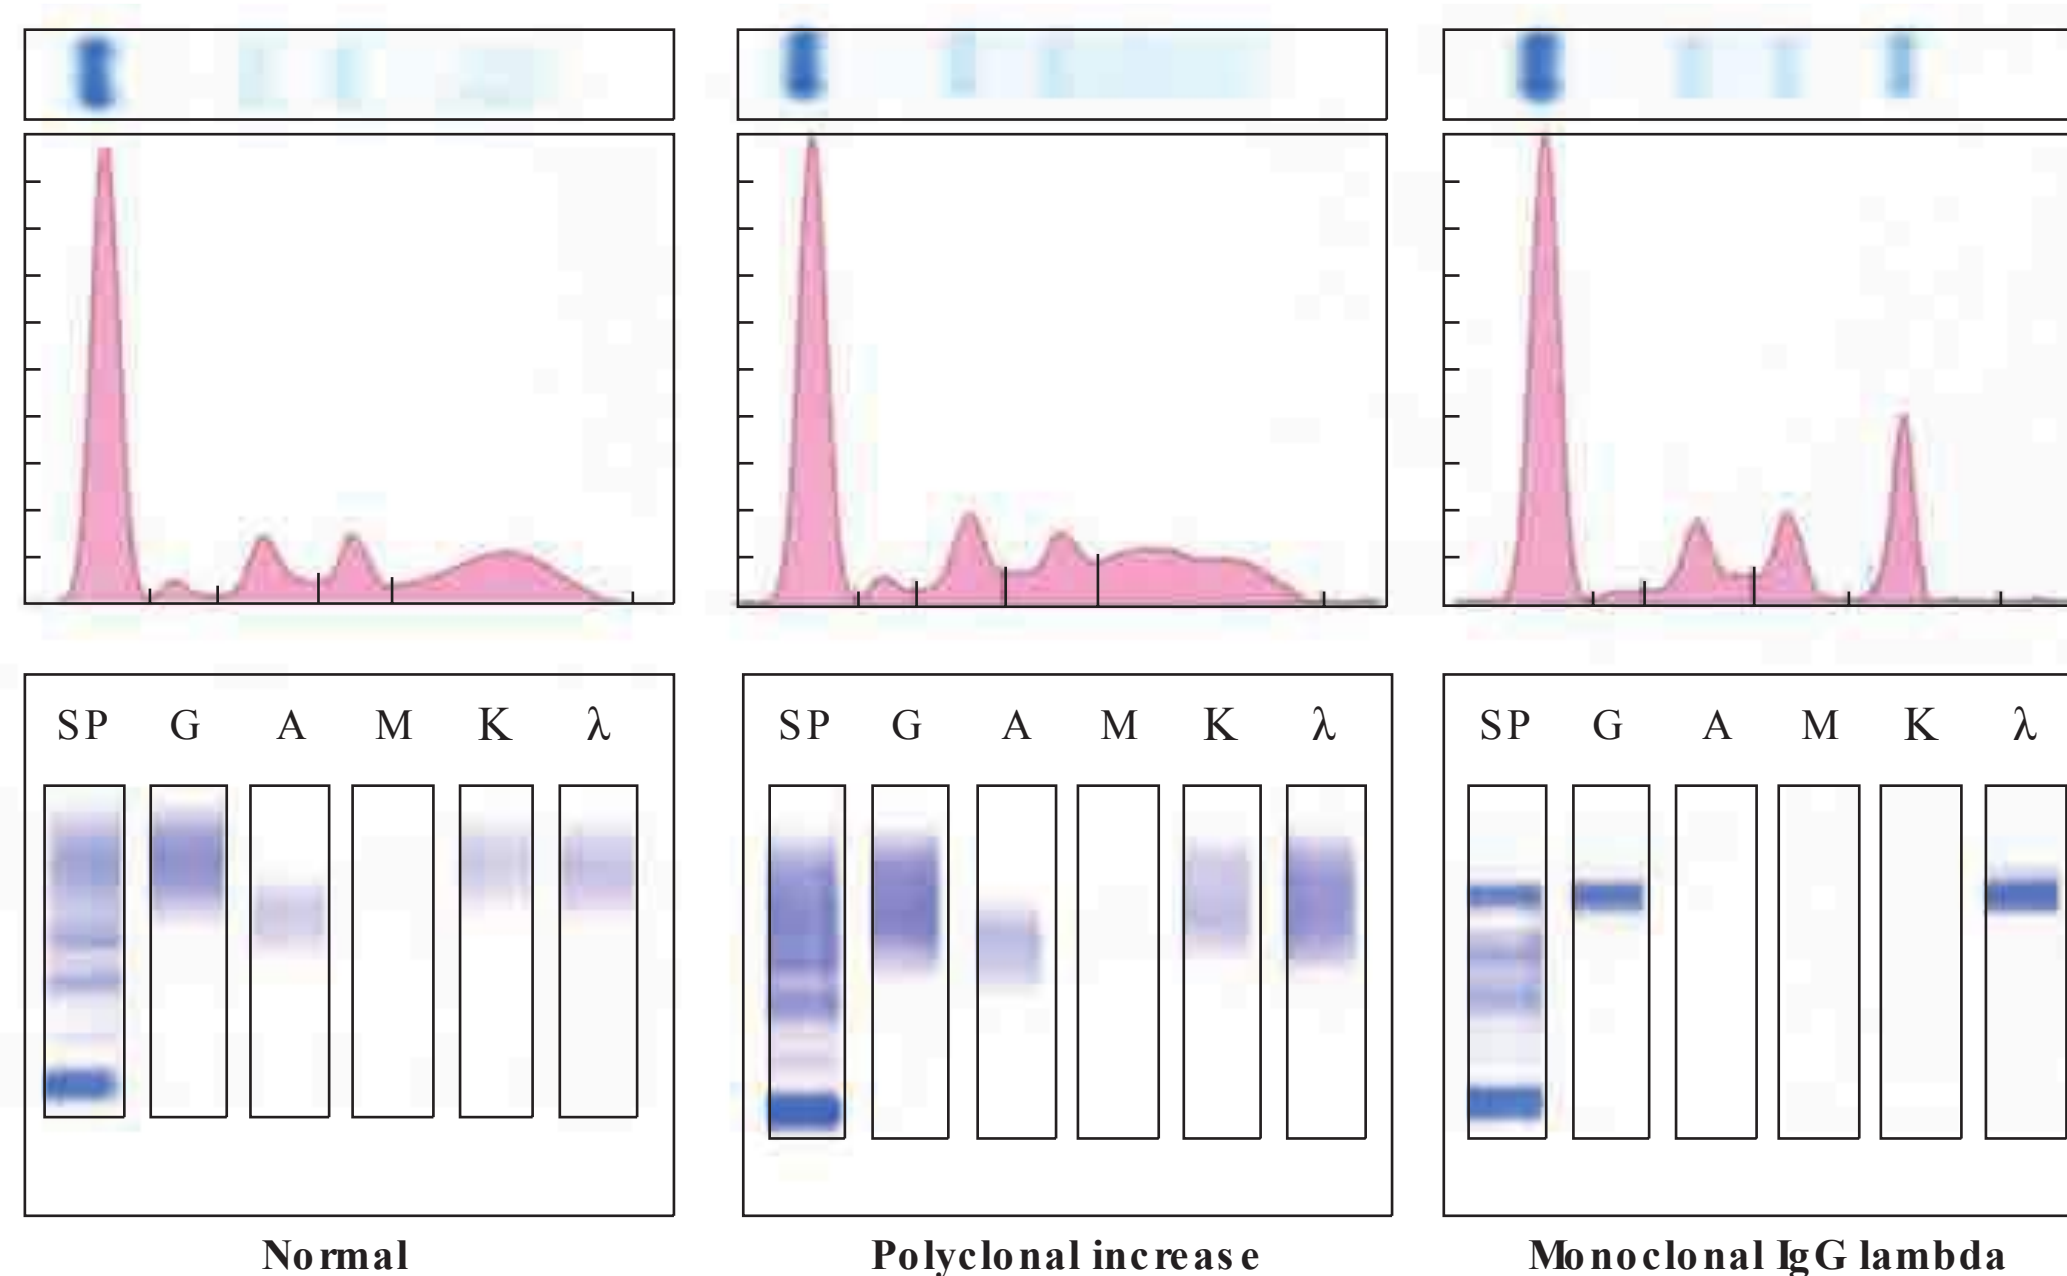 SP G A M K λ
SP G A M K λ
SP G A M K λ
Normal
Polyclonal increase
Monoclonal IgG lambda